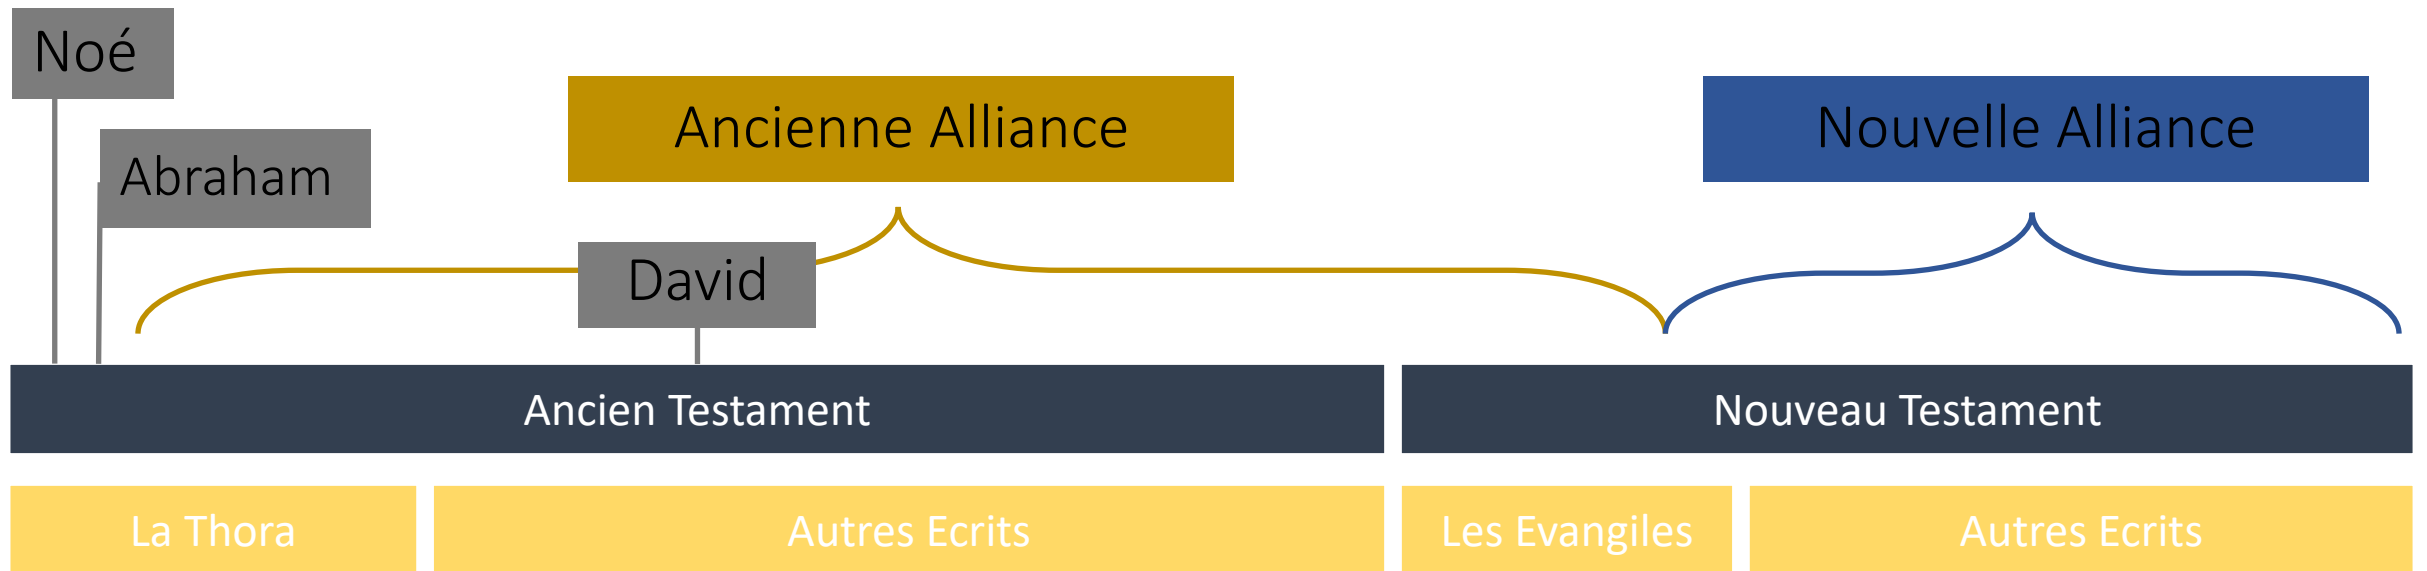 Noé
Abraham
Ancienne Alliance
Nouvelle Alliance
David
Ancien Testament
Nouveau Testament
La Thora
Autres Ecrits
Les Evangiles
Autres Ecrits